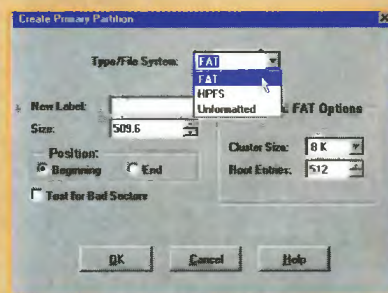 Create Primary Partition
Type/File System: FAT
FAT
HPFS
Unformatted
New Label:
FAT Options
Size: 509.6
Cluster Size: 8 K
Position:
Beginning
End
Root Entries: 512
Test for Bad Sectors
OK
Cancel
Help